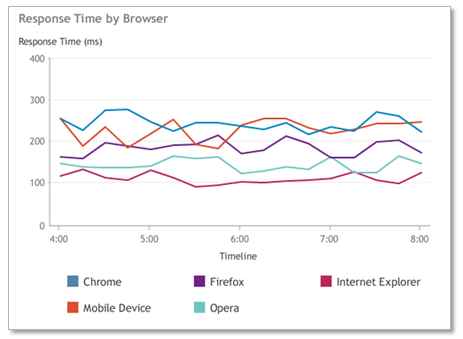 Response Time by Browser
Response Time (ms)
400
300
200
100
0
4:00 5:00 6:00 7:00 8:00
Timeline
Chrome Firefox Internet Explorer
Mobile Device Opera